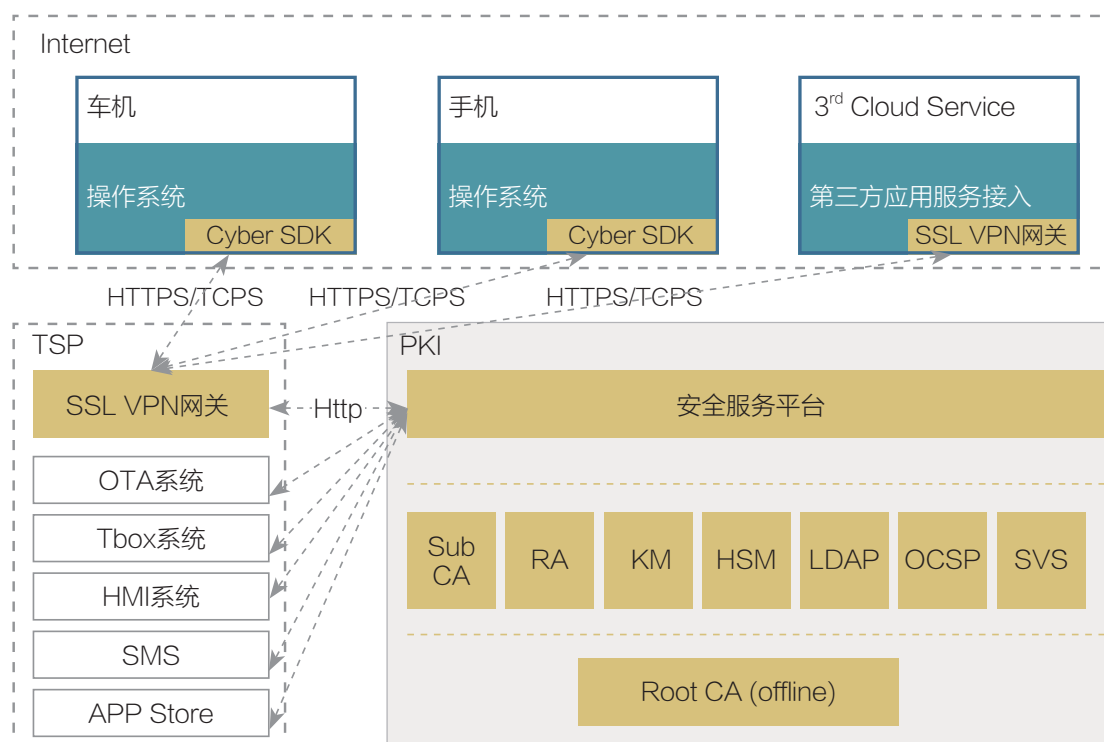 Internet
车机
操作系统
Cyber SDK
手机
操作系统
Cyber SDK
3rd Cloud Service
第三方应用服务接入
SSL VPN网关
HTTPS/TCPS
HTTPS/TCPS
HTTPS/TCPS
TSP
SSL VPN网关
OTA系统
Tbox系统
HMI系统
SMS
APP Store
Http
PKI
安全服务平台
Sub
CA
RA
KM
HSM
LDAP
OCSP
SVS
Root CA (offline)